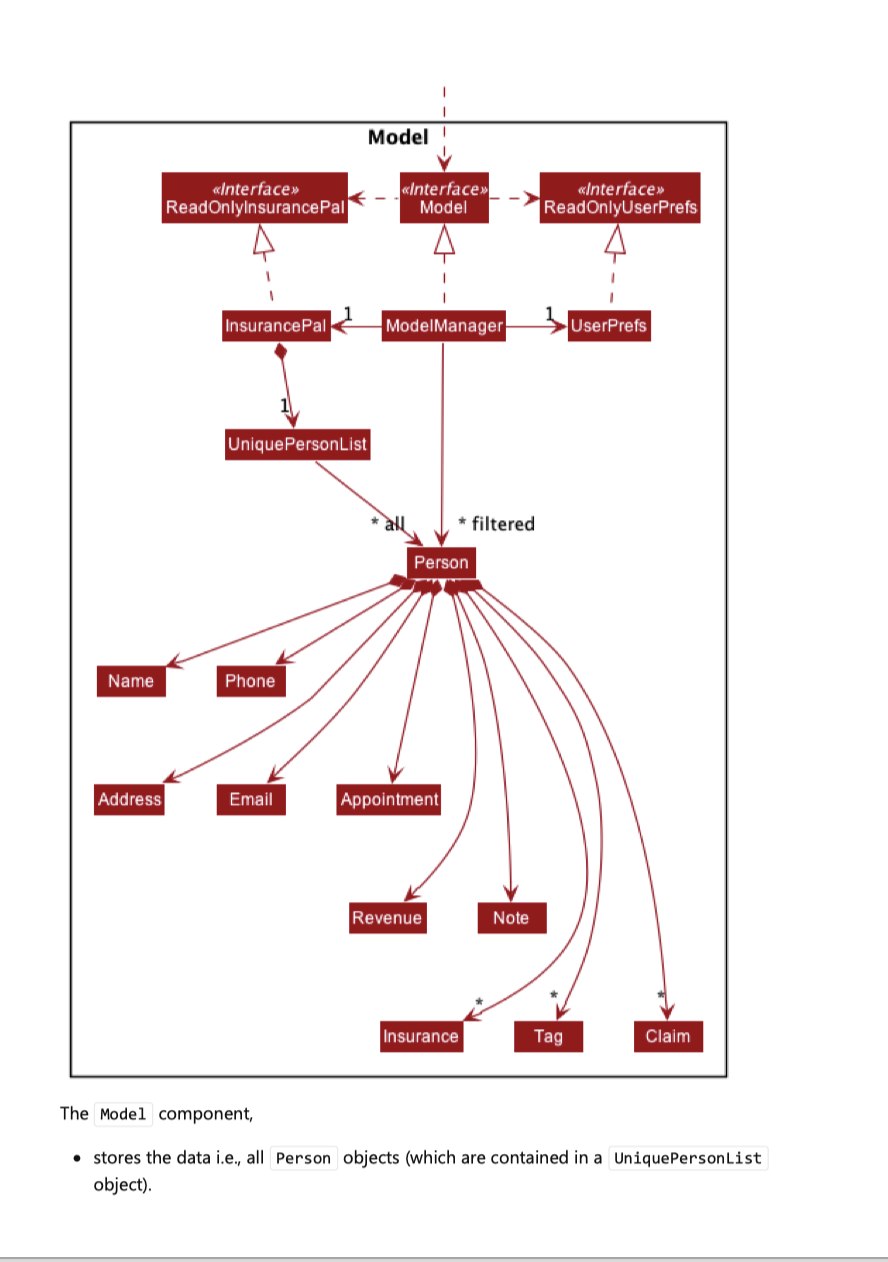 Model
«Interface»
ReadOnlyInsurancePal
«Interface»
Model
«Interface»
ReadOnlyUserPrefs
InsurancePal
1
ModelManager
1
UserPrefs
1
UniquePersonList
* all
* filtered
Person
Name
Phone
Address
Email
Appointment
Revenue
Note
*
*
*
Insurance
Tag
Claim
The Model component,
• stores the data i.e., all Person objects (which are contained in a UniquePersonList
object).